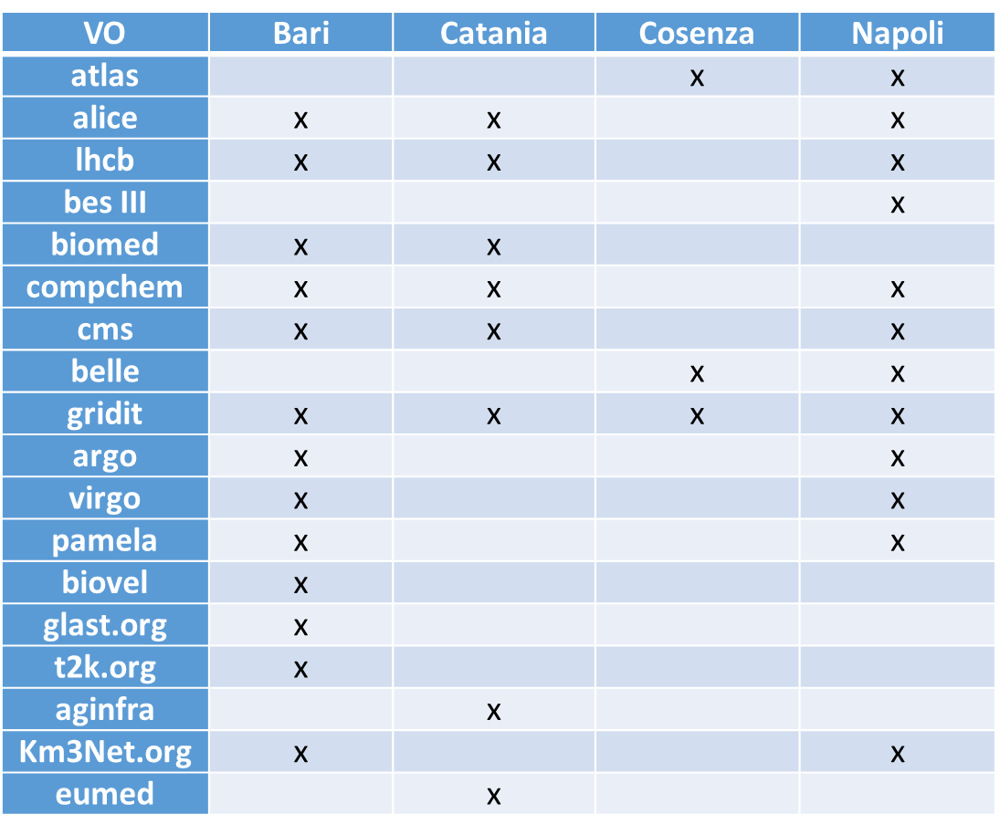 VO Bari Catania Cosenza Napoli
atlas x x
alice x x x
lhcb x x x
bes III x
biomed x x
compchem x x x
cms x x x
belle x x
gridit x x x x
argo x x
virgo x x
pamela x x
biovel x
glast.org x
t2k.org x
aginfra x
Km3Net.org x x
eumed x